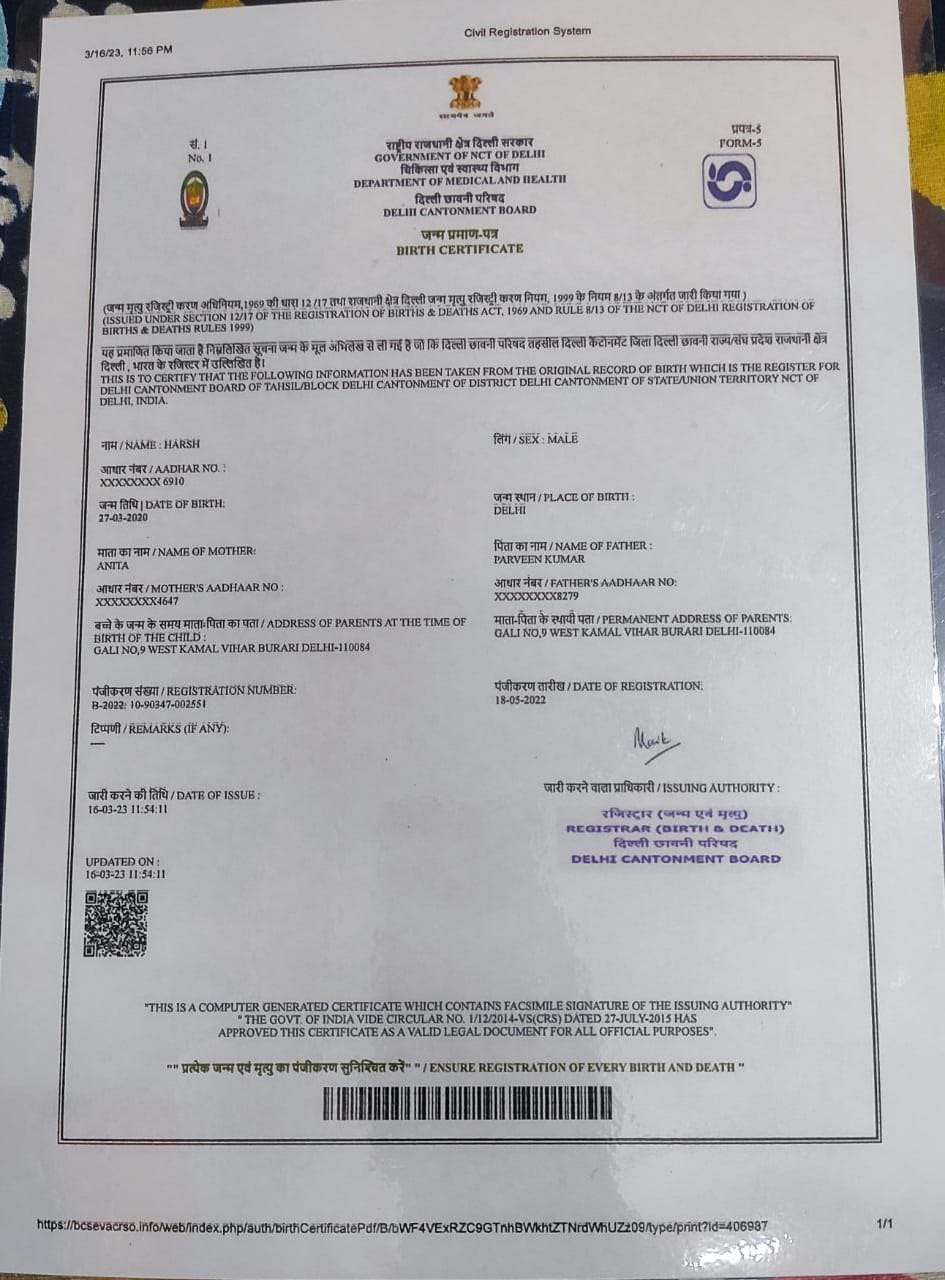 3/16/23, 11:56 PM
Civil Registration System
सत्यमेव जयते
सं. 1
No. 1
प्रपत्र-5
FORM-5
राष्ट्रीय राजधानी क्षेत्र दिल्ली सरकार
GOVERNMENT OF NCT OF DELHI
चिकित्सा एवं स्वास्थ्य विभाग
DEPARTMENT OF MEDICAL AND HEALTH
दिल्ली छावनी परिषद
DELHI CANTONMENT BOARD
जन्म प्रमाण-पत्र
BIRTH CERTIFICATE
(जन्म मृत्यु रजिस्ट्री करण अधिनियम,1969 की धारा 12 /17 तथा राजधानी क्षेत्र दिल्ली जन्म मृत्यु रजिस्ट्री करण नियम, 1999 के नियम 8/13 के अंतर्गत जारी किया गया )
(ISSUED UNDER SECTION 12/17 OF THE REGISTRATION OF BIRTHS & DEATHS ACT, 1969 AND RULE 8/13 OF THE NCT OF DELHI REGISTRATION OF
BIRTHS & DEATHS RULES 1999)
यह प्रमाणित किया जाता है निम्नलिखित सूचना जन्म के मूल अभिलेख से ली गई है जो कि दिल्ली छावनी परिषद तहसील दिल्ली कैंटोनमेंट जिला दिल्ली छावनी राज्य/संघ प्रदेश राजधानी क्षेत्र
दिल्ली , भारत के रजिस्टर में उल्लिखित है।
THIS IS TO CERTIFY THAT THE FOLLOWING INFORMATION HAS BEEN TAKEN FROM THE ORIGINAL RECORD OF BIRTH WHICH IS THE REGISTER FOR
DELHI CANTONMENT BOARD OF TAHSIL/BLOCK DELHI CANTONMENT OF DISTRICT DELHI CANTONMENT OF STATE/UNION TERRITORY NCT OF
DELHI, INDIA.
नाम / NAME : HARSH
लिंग / SEX : MALE
आधार नंबर / AADHAR NO. :
XXXXXXXX 6910
जन्म तिथि | DATE OF BIRTH:
27-03-2020
जन्म स्थान / PLACE OF BIRTH :
DELHI
माता का नाम / NAME OF MOTHER:
ANITA
पिता का नाम / NAME OF FATHER :
PARVEEN KUMAR
आधार नंबर / MOTHER'S AADHAAR NO :
XXXXXXXX4647
आधार नंबर / FATHER'S AADHAAR NO:
XXXXXXXX8279
बच्चे के जन्म के समय माता-पिता का पता / ADDRESS OF PARENTS AT THE TIME OF
BIRTH OF THE CHILD :
GALI NO,9 WEST KAMAL VIHAR BURARI DELHI-110084
माता-पिता के स्थायी पता / PERMANENT ADDRESS OF PARENTS:
GALI NO,9 WEST KAMAL VIHAR BURARI DELHI-110084
पंजीकरण संख्या / REGISTRATION NUMBER:
B-2022: 10-90347-002551
पंजीकरण तारीख / DATE OF REGISTRATION:
18-05-2022
टिप्पणी / REMARKS (IF ANY):
—
जारी करने की तिथि / DATE OF ISSUE :
16-03-23 11:54:11
जारी करने वाला प्राधिकारी / ISSUING AUTHORITY :
रजिस्ट्रार (जन्म एवं मृत्यु)
REGISTRAR (BIRTH & DEATH)
दिल्ली छावनी परिषद
DELHI CANTONMENT BOARD
UPDATED ON :
16-03-23 11:54:11
"THIS IS A COMPUTER GENERATED CERTIFICATE WHICH CONTAINS FACSIMILE SIGNATURE OF THE ISSUING AUTHORITY"
" THE GOVT. OF INDIA VIDE CIRCULAR NO. 1/12/2014-VS(CRS) DATED 27-JULY-2015 HAS
APPROVED THIS CERTIFICATE AS A VALID LEGAL DOCUMENT FOR ALL OFFICIAL PURPOSES".
"" प्रत्येक जन्म एवं मृत्यु का पंजीकरण सुनिश्चित करें" " / ENSURE REGISTRATION OF EVERY BIRTH AND DEATH "
https://bcsevacrso.info/web/index.php/auth/birthCertificatePdf/B/bWF4VExRZC9GTnhBWkhtZTNrdWhUZz09/type/print?id=406987
1/1